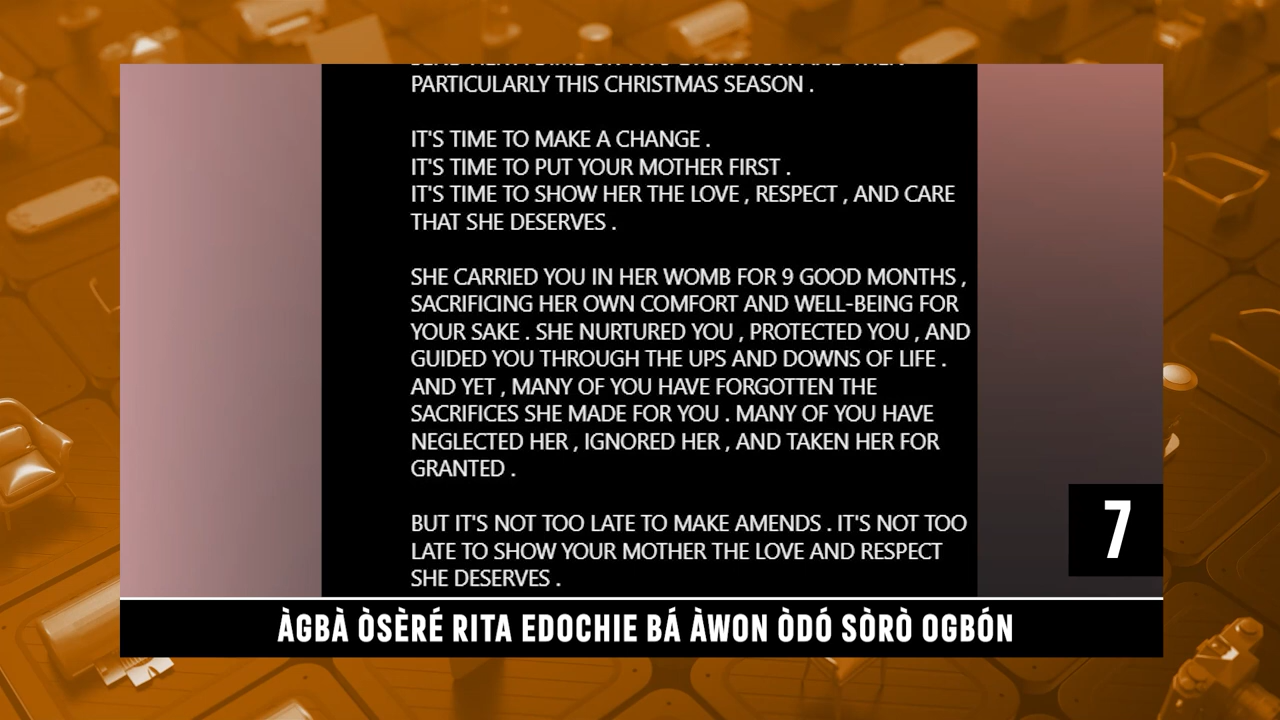 PARTICULARLY THIS CHRISTMAS SEASON .
IT'S TIME TO MAKE A CHANGE .
IT'S TIME TO PUT YOUR MOTHER FIRST .
IT'S TIME TO SHOW HER THE LOVE , RESPECT , AND CARE
THAT SHE DESERVES .
SHE CARRIED YOU IN HER WOMB FOR 9 GOOD MONTHS ,
SACRIFICING HER OWN COMFORT AND WELL-BEING FOR
YOUR SAKE . SHE NURTURED YOU , PROTECTED YOU , AND
GUIDED YOU THROUGH THE UPS AND DOWNS OF LIFE .
AND YET , MANY OF YOU HAVE FORGOTTEN THE
SACRIFICES SHE MADE FOR YOU . MANY OF YOU HAVE
NEGLECTED HER , IGNORED HER , AND TAKEN HER FOR
GRANTED .
BUT IT'S NOT TOO LATE TO MAKE AMENDS . IT'S NOT TOO
LATE TO SHOW YOUR MOTHER THE LOVE AND RESPECT
SHE DESERVES .
7
ÀGBÀ ÒSÈRÉ RITA EDOCHIE BÁ ÀWON ÒDÓ SÒRÒ OGBÓN